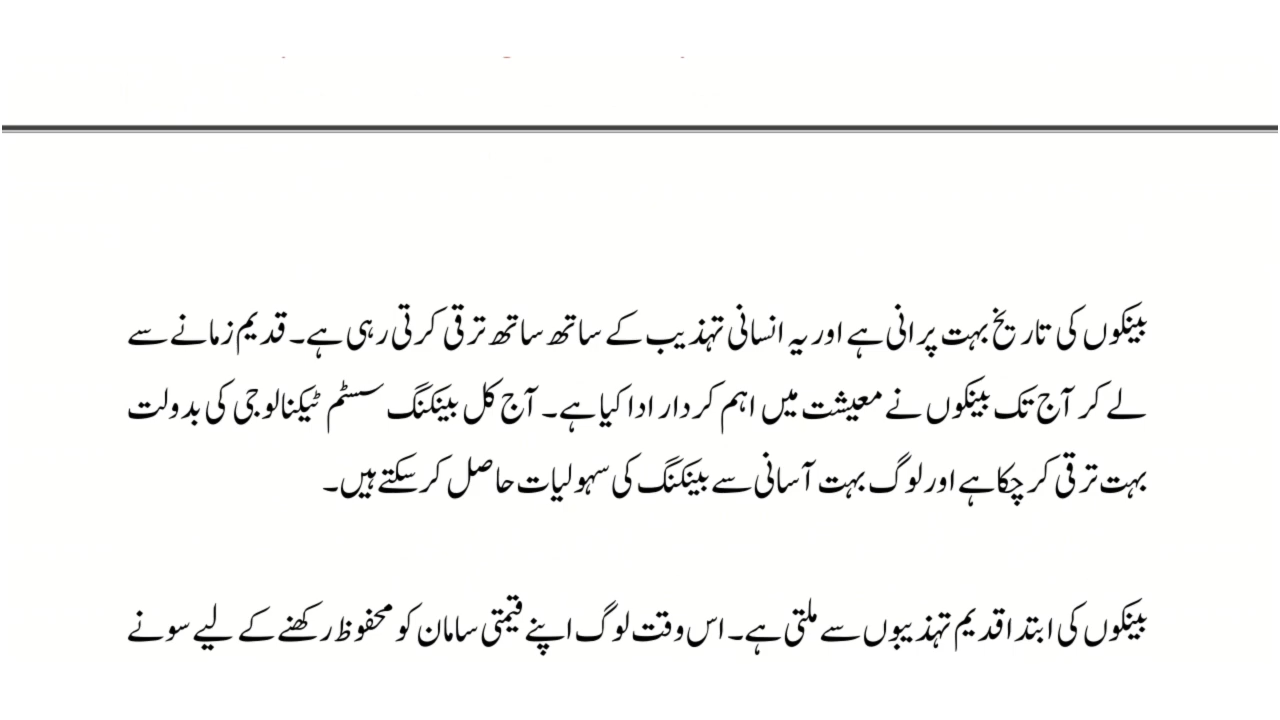 بینکوں کی تاریخ بہت پرانی ہے اور یہ انسانی تہذیب کے ساتھ ساتھ ترقی کرتی رہی ہے۔ قدیم زمانے سے
لے کر آج تک بینکوں نے معیشت میں اہم کردار ادا کیا ہے۔ آج کل بینکنگ سسٹم ٹیکنالوجی کی بدولت
بہت ترقی کر چکا ہے اور لوگ بہت آسانی سے بینکنگ کی سہولیات حاصل کر سکتے ہیں۔
بینکوں کی ابتدا قدیم تہذیبوں سے ملتی ہے۔ اس وقت لوگ اپنے قیمتی سامان کو محفوظ رکھنے کے لیے سونے